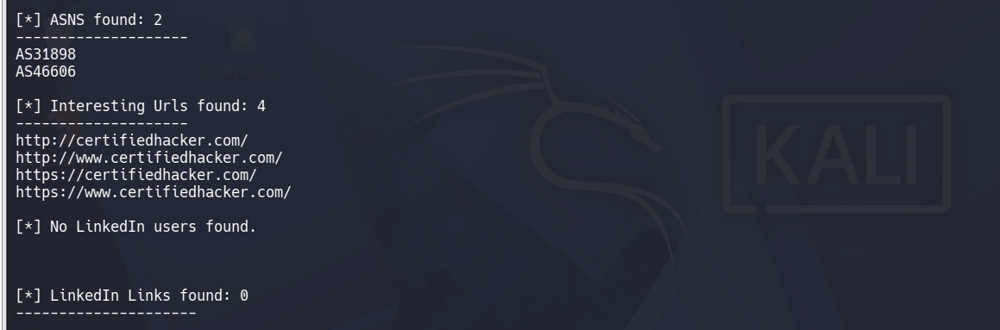 [*] ASNS found: 2
--------------------
AS31898
AS46606
[*] Interesting Urls found: 4
--------------------
http://certifiedhacker.com/
http://www.certifiedhacker.com/
https://certifiedhacker.com/
https://www.certifiedhacker.com/
[*] No LinkedIn users found.
[*] LinkedIn Links found: 0
---------------------
CE-Results
KALI